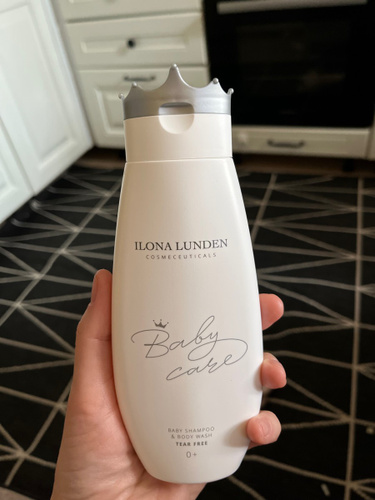 ILONA LUNDEN
COSMECEUTICALS
Baby
care
BABY SHAMPOO
& BODY WASH
TEAR FREE
0+